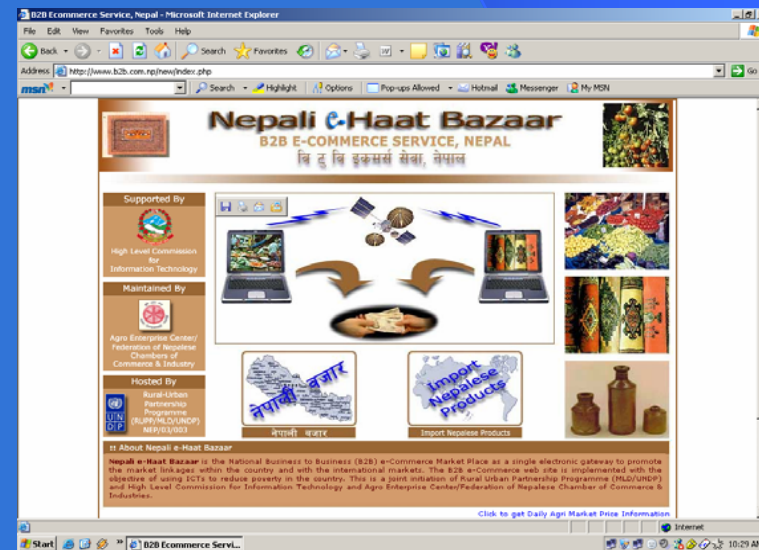 B2B Ecommerce Service, Nepal - Microsoft Internet Explorer
File Edit View Favorites Tools Help
Back Search Favorites
Address http://www.b2b.com.np/new/index.php Go
msn Search Highlight Options Pop-ups Allowed Hotmail Messenger My MSN
Nepali e-Haat Bazaar
B2B E-COMMERCE SERVICE, NEPAL
बि टु बि इकमर्स सेवा, नेपाल
Supported By
High Level Commission
for
Information Technology
Maintained By
Agro Enterprise Center/
Federation of Nepalese
Chambers of
Commerce & Industry
Hosted By
UN
DP
Rural-Urban
Partnership
Programme
(RUPP/MLD/UNDP)
NEP/03/003
नेपाली बजार
नेपाली बजार
Import
Nepalese
Products
Import Nepalese Products
:: About Nepali e-Haat Bazaar
Nepali e-Haat Bazaar is the National Business to Business (B2B) e-Commerce Market Place as a single electronic gateway to promote
the market linkages within the country and with the international markets. The B2B e-Commerce web site is implemented with the
objective of using ICTs to reduce poverty in the country. This is a joint initiation of Rural Urban Partnership Programme (MLD/UNDP)
and High Level Commission for Information Technology and Agro Enterprise Center/Federation of Nepalese Chamber of Commerce &
Industries.
Click to get Daily Agri Market Price Information
Internet
Start B2B Ecommerce Servi... 10:29 AM